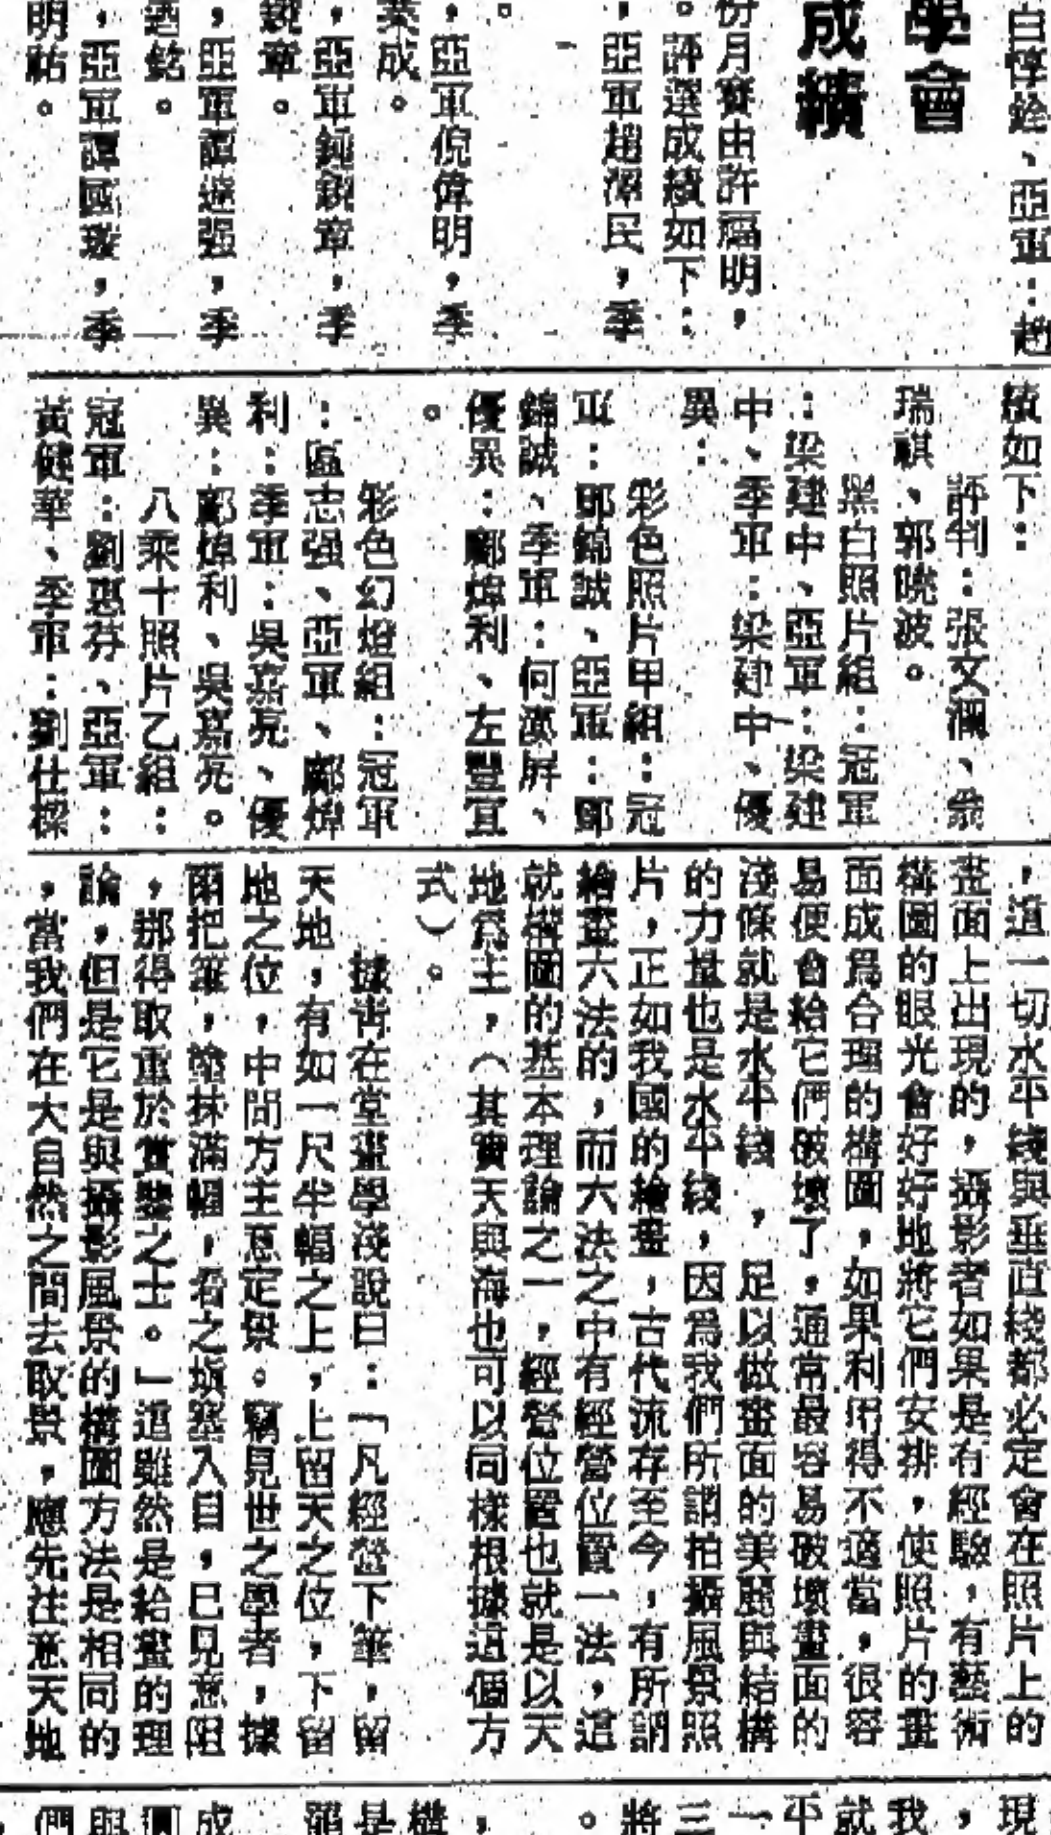 學會
成績
份月賽由許福明，
。評選成績如下：
，亞軍趙潔民，季
。
，亞軍倪偉明，季
業成。
，亞軍鍾銳章，季
銳章。
，亞軍譚達强，季
銘。
，亞軍譚國，季
明。
績如下：
評判：張文瀾、翁
瑞祺、郭曉波。
黑白照片組：冠軍
：梁建中、亞軍：梁建
中、季軍：梁建中、優
異：
彩色照片甲組：冠
軍：鄧錦誠、亞軍：鄧
錦誠、季軍：何漢屏、
優異：鄺煒利、左豐宜
。
彩色幻燈組：冠軍
：區志强、亞軍、鄺煒
利：季軍：吳嘉亮、優
異：鄺煒利、吳嘉亮。
八乘十照片乙組：
冠軍：劉惠芬、亞軍：
黃健華、季軍：劉仕樑
，這一切水平綫與垂直綫都必定會在照片上的
畫面上出現的，攝影者如果是有經驗，有藝術
構圖的眼光會好好地將它們安排，使照片的畫
面成爲合理的構圖，如果利用得不適當，很容
易便會給它們破壞了，通常最容易破壞畫面的
淺條就是水平綫，足以做畫面的美麗與結構
的力量也是水平綫，因爲我們所謂拍攝風景照
片，正如我國的繪畫，古代流存至今，有所謂
繪畫六法的，而六法之中有經營位置一法，這
就構圖的基本理論之一，經營位置也就是以天
地爲主，（其實天與海也可以同樣根據這個方
式）。
據青在堂畫學淺說曰：「凡經營下筆，留
天地，有如一尺半幅之上，上留天之位，下留
地之位，中間方主意定景。竊見世之學者，據
爾把筆，塗抹滿幅，看之塡塞入目，已見意阻
，那得取重於賞鑒之士。」這雖然是繪畫的理
論，但是它是與攝影風景的構圖方法是相同的
，當我們在大自然之間去取景，應先注意天地